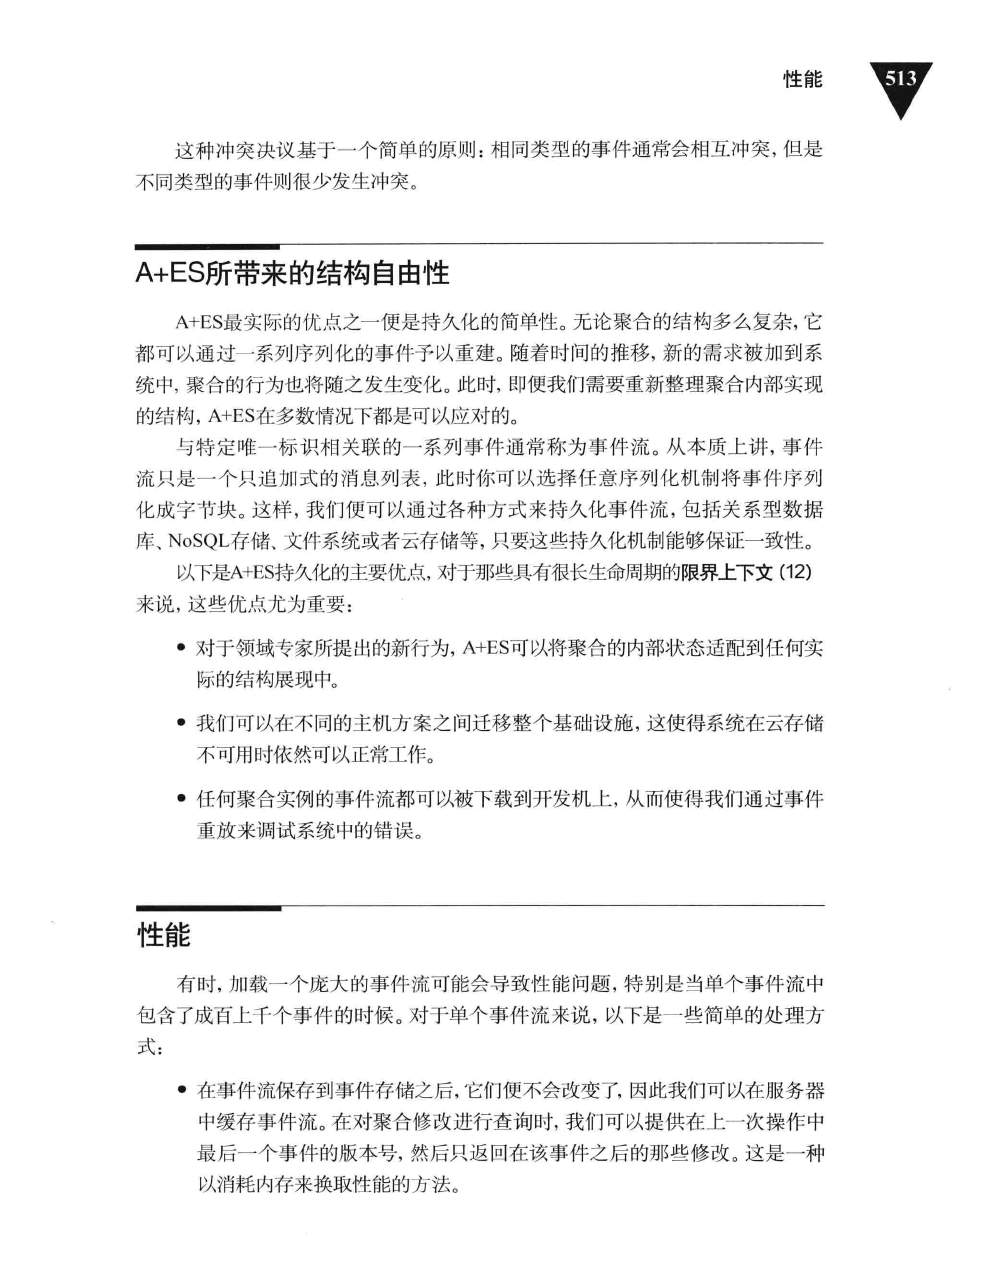 性能 513
这种冲突决议基于一个简单的原则：相同类型的事件通常会相互冲突，但是
不同类型的事件则很少发生冲突。
A+ES所带来的结构自由性
A+ES最实际的优点之一便是持久化的简单性。无论聚合的结构多么复杂，它
都可以通过一系列序列化的事件予以重建。随着时间的推移，新的需求被加到系
统中，聚合的行为也将随之发生变化。此时，即便我们需要重新整理聚合内部实现
的结构，A+ES在多数情况下都是可以应对的。
与特定唯一标识相关联的一系列事件通常称为事件流。从本质上讲，事件
流只是一个只追加式的消息列表，此时你可以选择任意序列化机制将事件序列
化成字节块。这样，我们便可以通过各种方式来持久化事件流，包括关系型数据
库、NoSQL存储、文件系统或者云存储等，只要这些持久化机制能够保证一致性。
以下是A+ES持久化的主要优点，对于那些具有很长生命周期的限界上下文（12）
来说，这些优点尤为重要：
• 对于领域专家所提出的新行为，A+ES可以将聚合的内部状态适配到任何实
际的结构展现中。
• 我们可以在不同的主机方案之间迁移整个基础设施，这使得系统在云存储
不可用时依然可以正常工作。
• 任何聚合实例的事件流都可以被下载到开发机上，从而使得我们通过事件
重放来调试系统中的错误。
性能
有时，加载一个庞大的事件流可能会导致性能问题，特别是当单个事件流中
包含了成百上千个事件的时候。对于单个事件流来说，以下是一些简单的处理方
式：
• 在事件流保存到事件存储之后，它们便不会改变了，因此我们可以在服务器
中缓存事件流。在对聚合修改进行查询时，我们可以提供在上一次操作中
最后一个事件的版本号，然后只返回在该事件之后的那些修改。这是一种
以消耗内存来换取性能的方法。